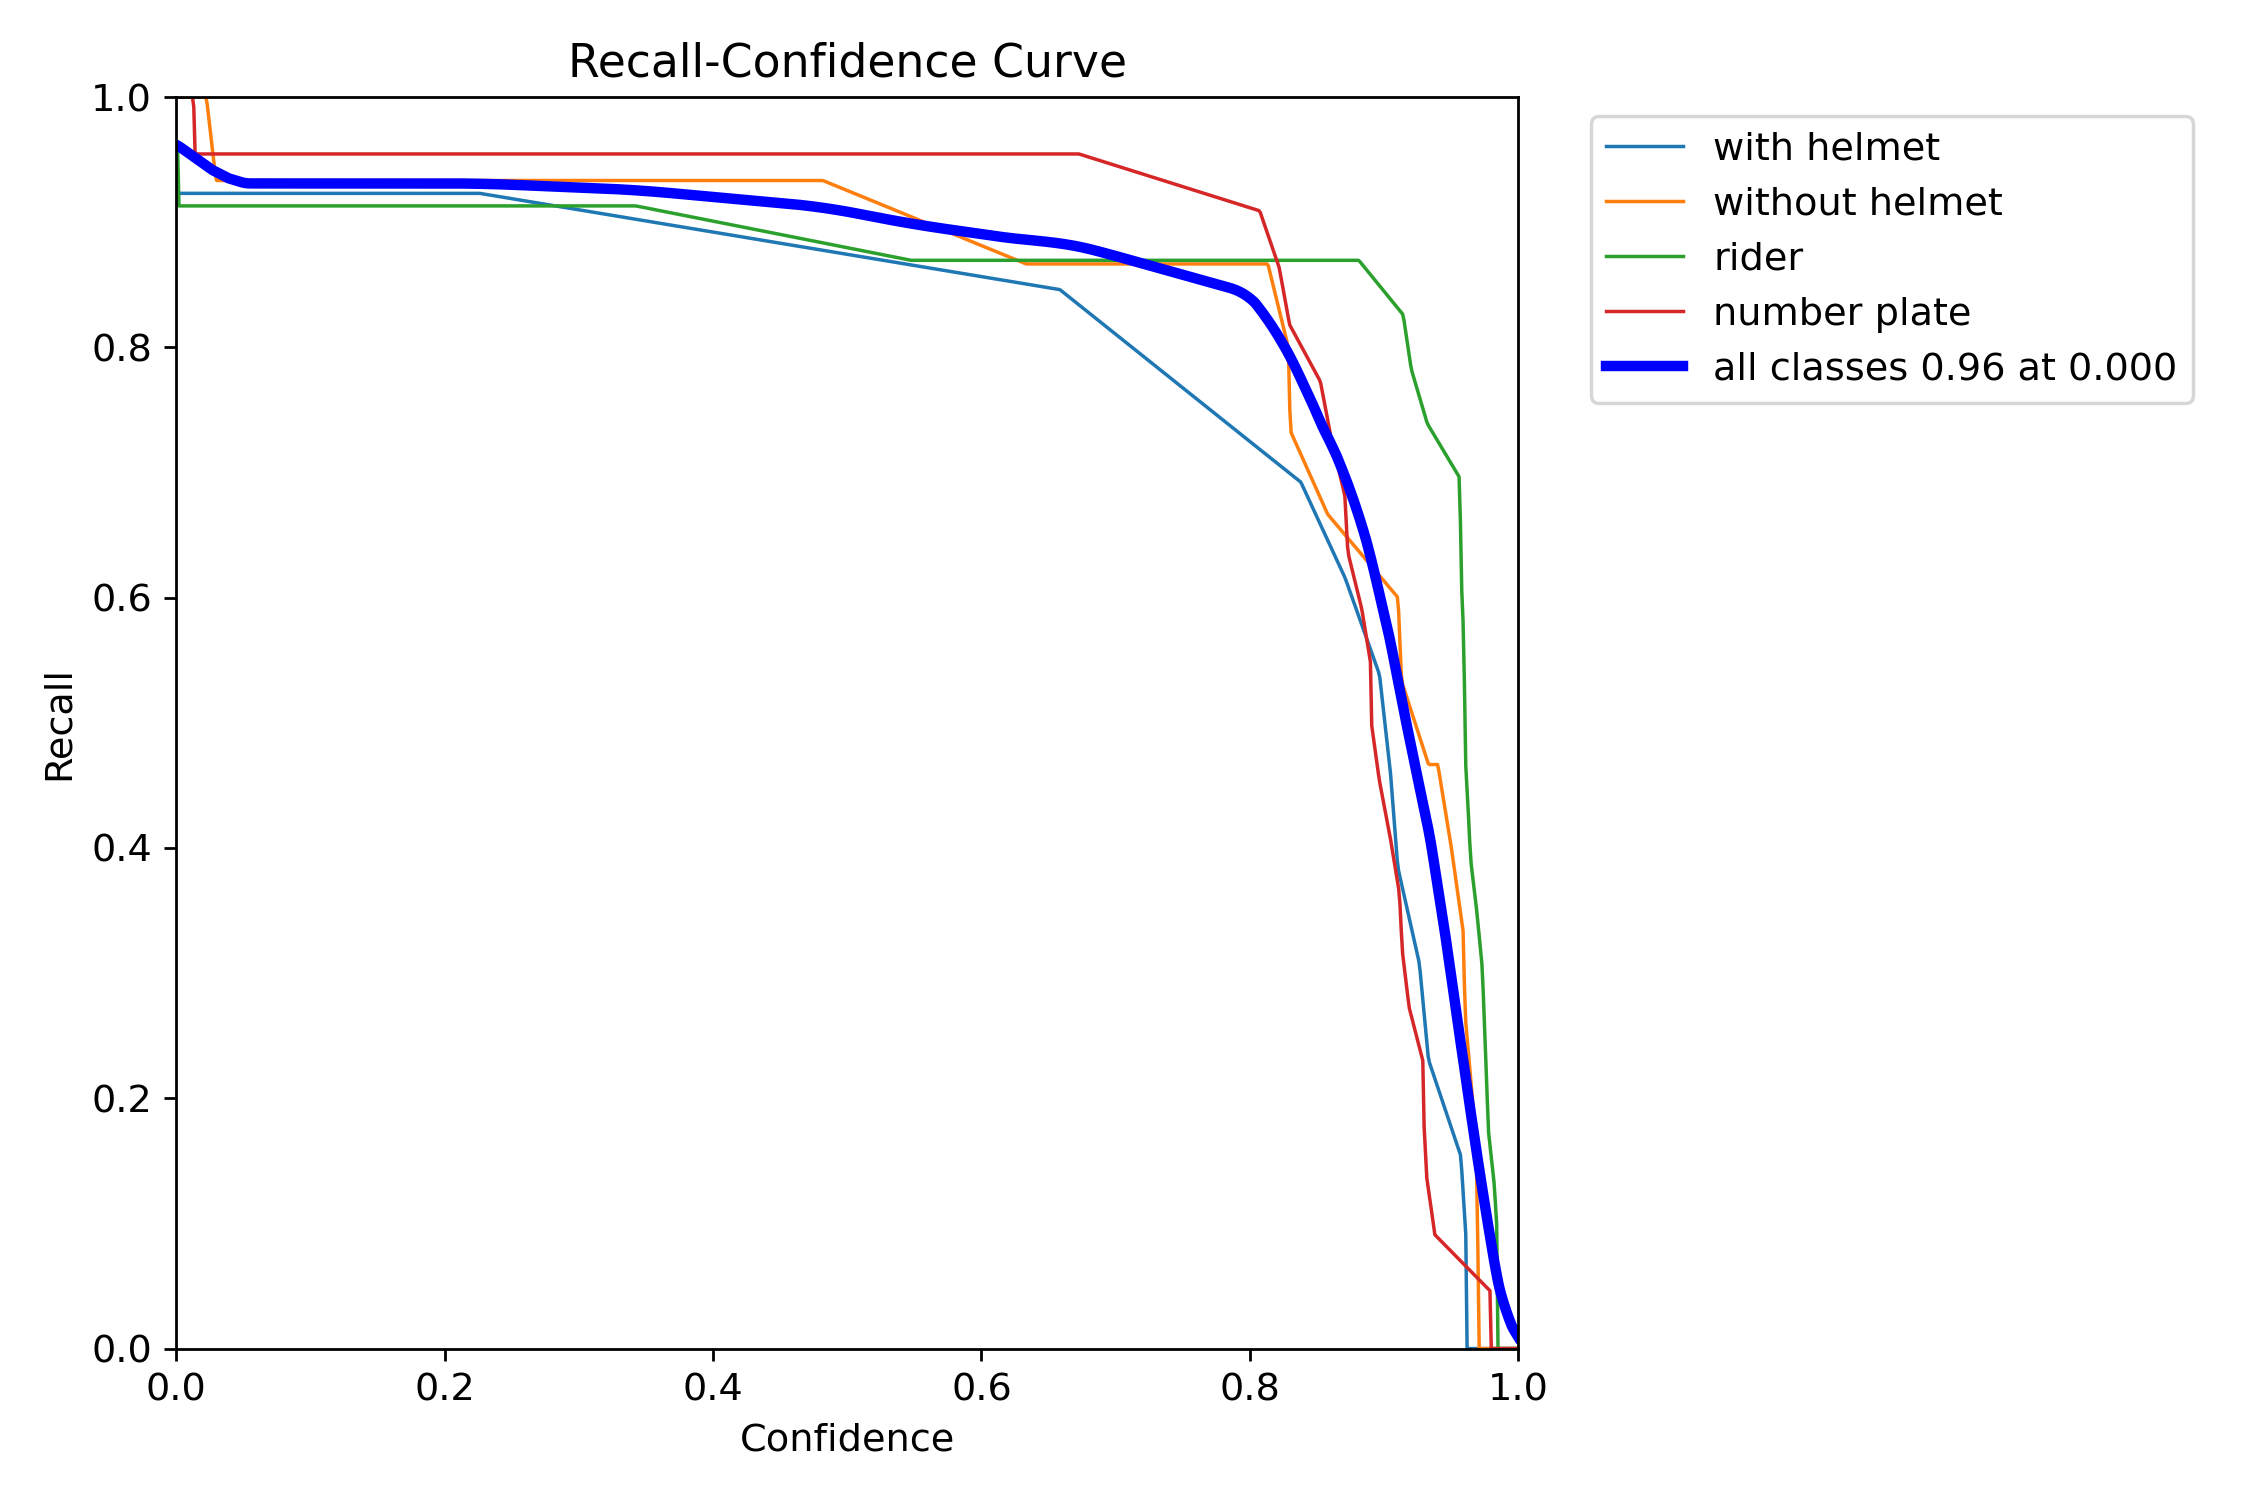 Recall-Confidence Curve
1.0
0.8
0.6
0.4
0.2
0.0
Recall
0.0 0.2 0.4 0.6 0.8 1.0
Confidence
with helmet
without helmet
rider
number plate
all classes 0.96 at 0.000